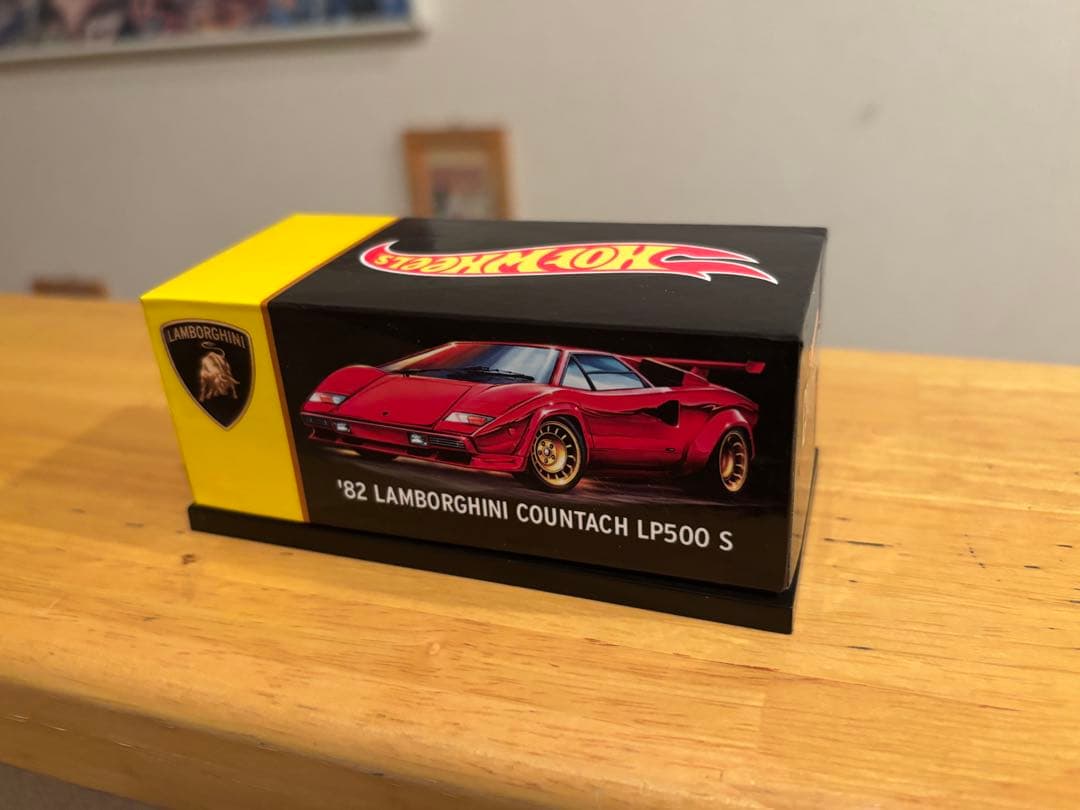 HOT WHEELS
LAMBORGHINI
'82 LAMBORGHINI COUNTACH LP500 S